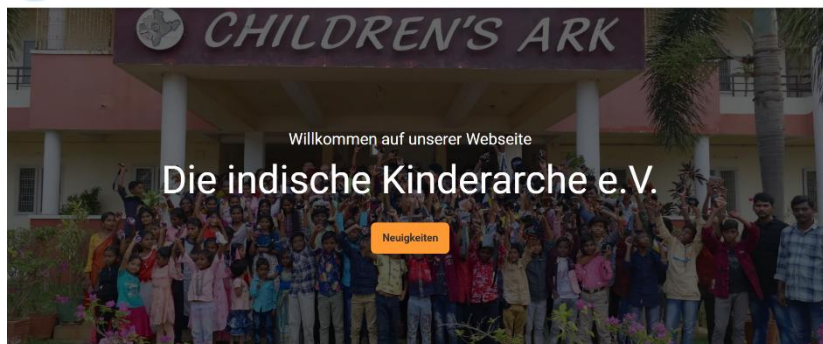 CHILDREN'S ARK
Willkommen auf unserer Webseite
Die indische Kinderarche e.V.
Neuigkeiten